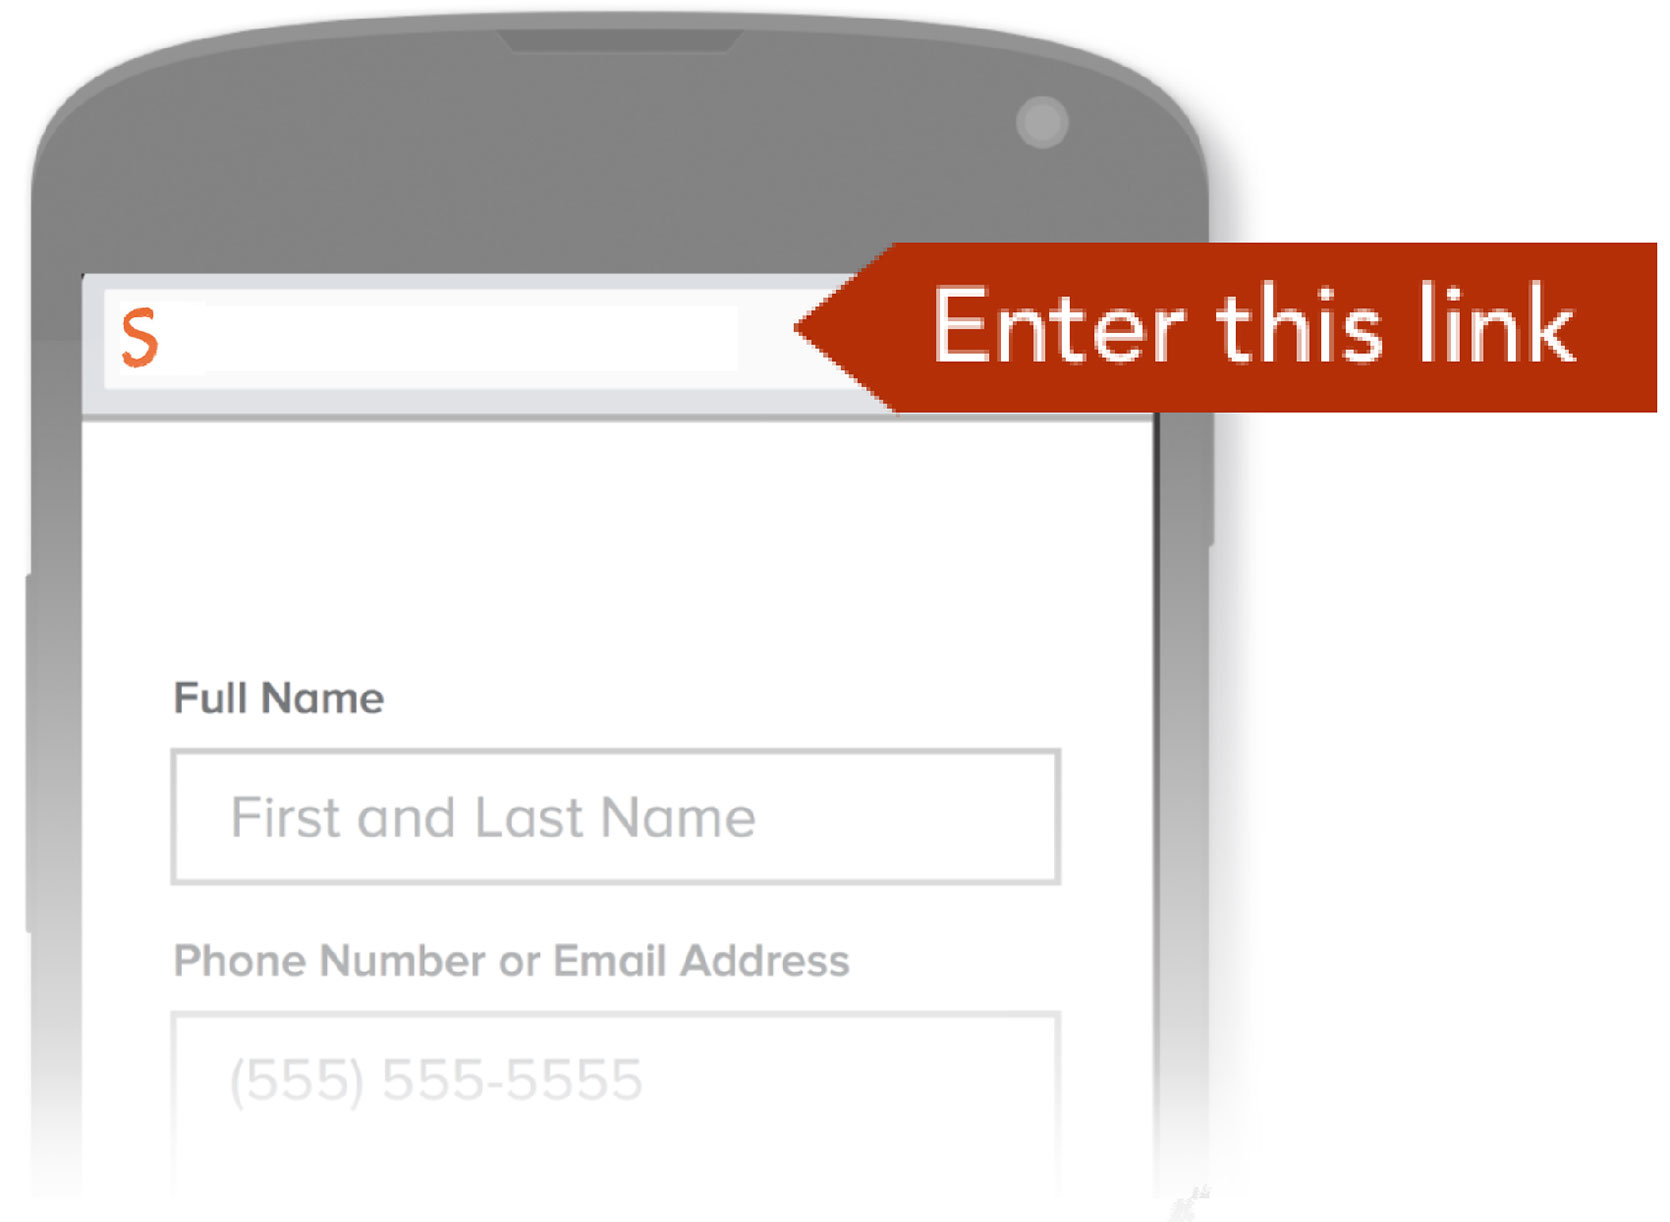 S
Enter this link
Full Name
First and Last Name
Phone Number or Email Address
(555) 555-5555